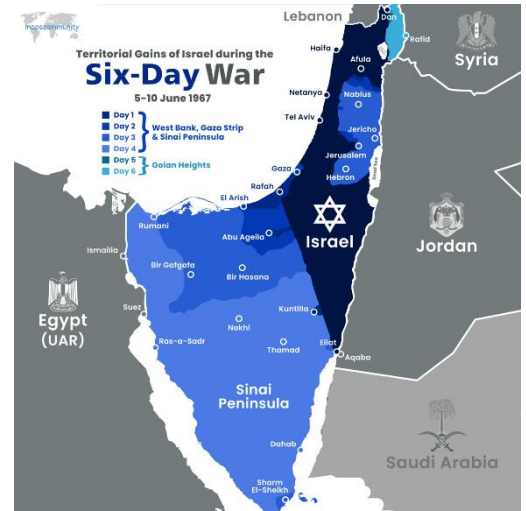 mapscommunity
Territorial Gains of Israel during the
Six-Day War
5-10 June 1967
Day 1
Day 2
Day 3
Day 4
West Bank, Gaza Strip
& Sinai Peninsula
Day 5
Day 6
Golan Heights
Lebanon
Dan
Rafid
Syria
Haifa
Afula
Netanya
Nablus
Tel Aviv
Jericho
Jerusalem
Hebron
Dead Sea
Gaza
Rafah
El Arish
Rumani
Abu Ageila
Israel
Jordan
Ismailia
Bir Gafgafa
Bir Hasana
Egypt
(UAR)
Suez
Kuntilla
Nakhl
Ras-a-Sadr
Thamad
Eilat
Aqaba
Sinai
Peninsula
Saudi Arabia
Dahab
Sharm
El-Sheikh